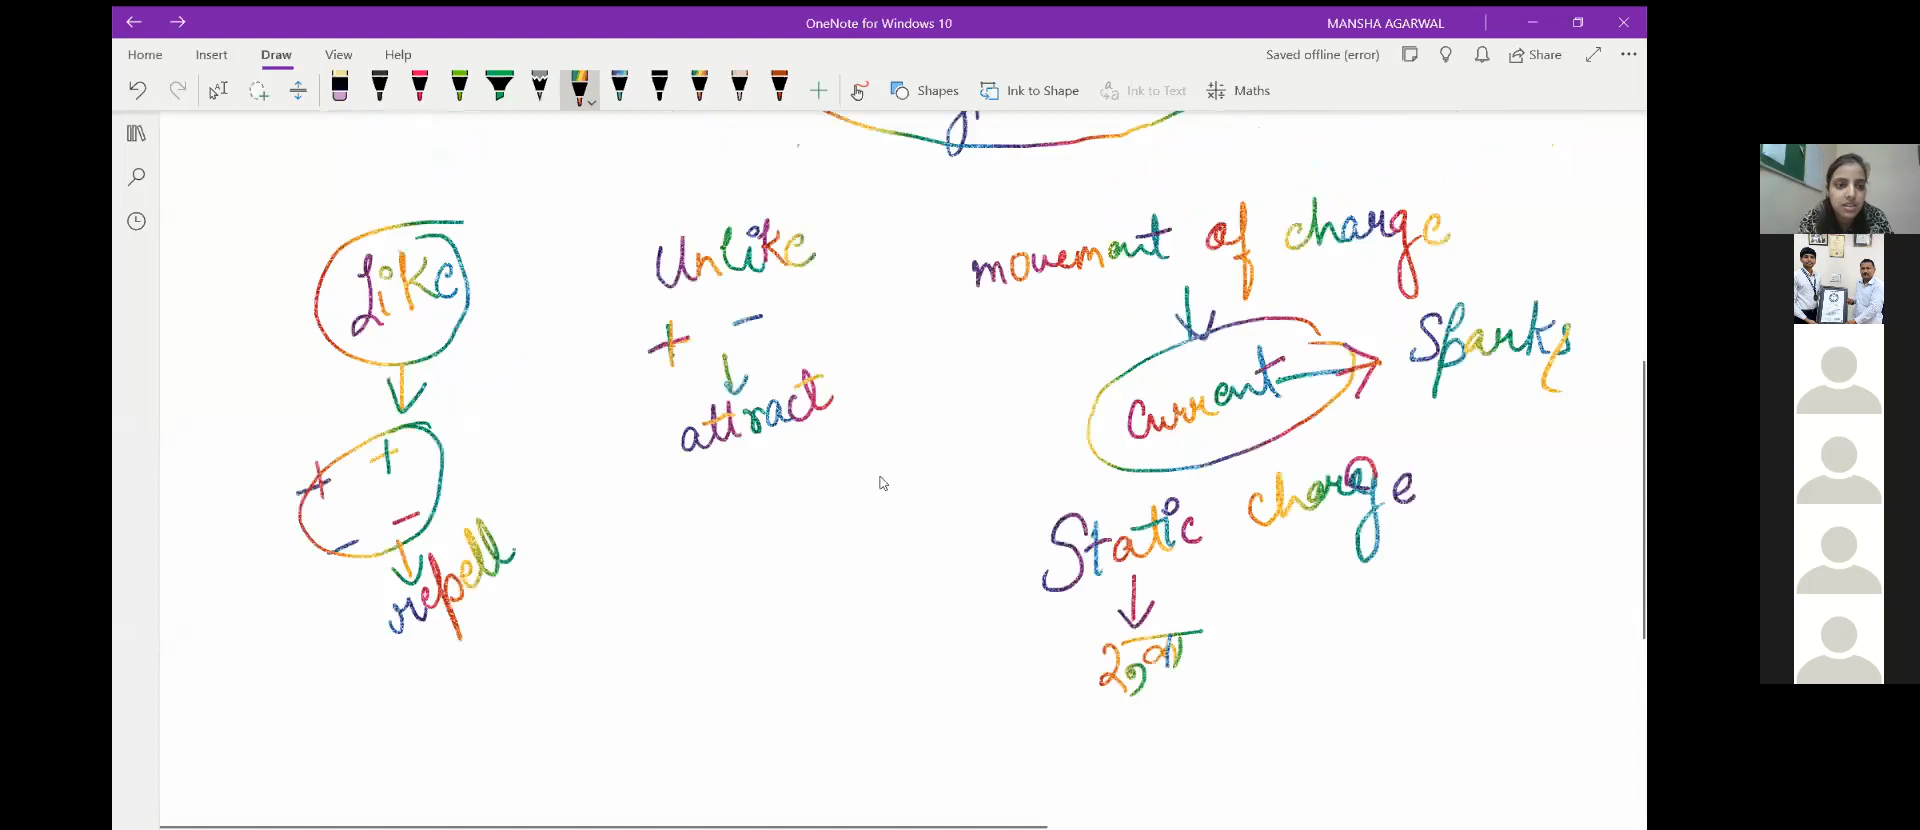 OneNote for Windows 10
MANSHA AGARWAL
Home Insert Draw View Help
Saved offline (error)
Share
Shapes
Ink to Shape
Ink to Text
Maths
Like
Unlike
movement of charge
+ -
Sparks
attract
Current
+ +
- -
Static charge
repell